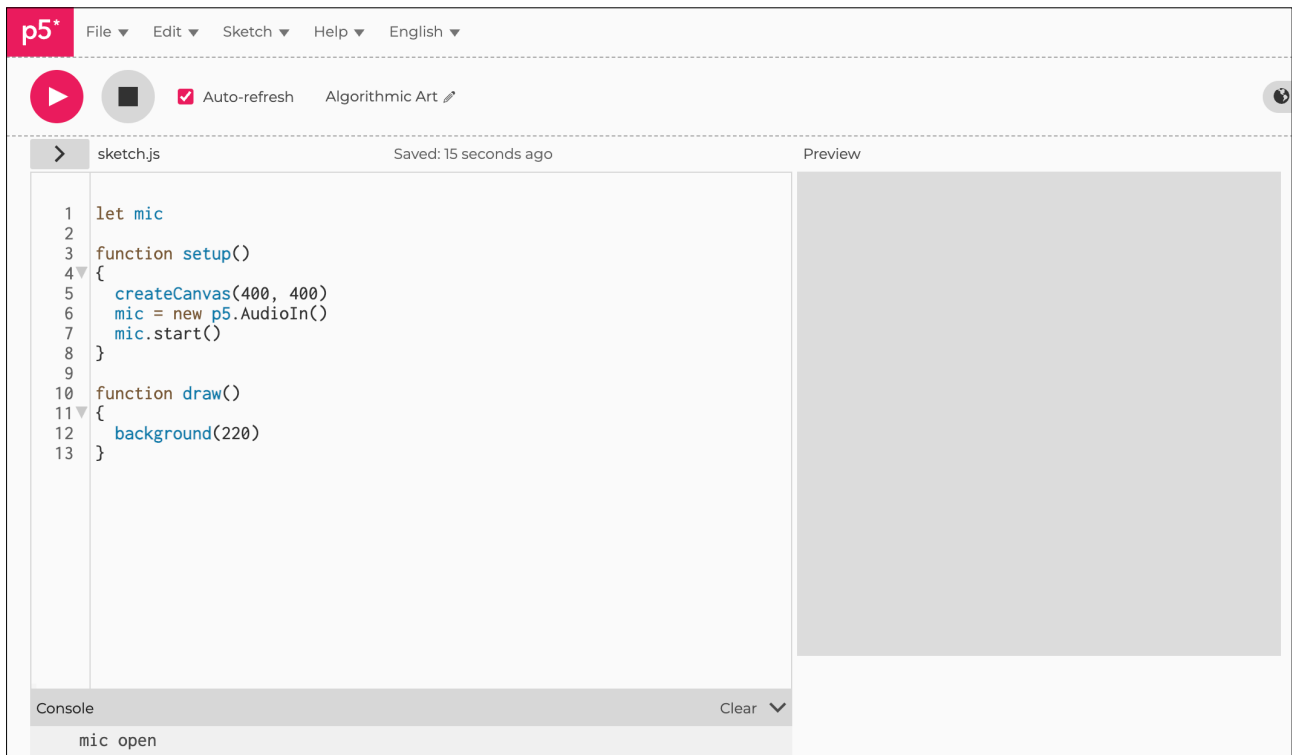 p5* File Edit Sketch Help English
Auto-refresh Algorithmic Art
sketch.js Saved: 15 seconds ago Preview
1 let mic
2
3 function setup()
4 {
5 createCanvas(400, 400)
6 mic = new p5.AudioIn()
7 mic.start()
8 }
9
10 function draw()
11 {
12 background(220)
13 }
Console Clear
mic open